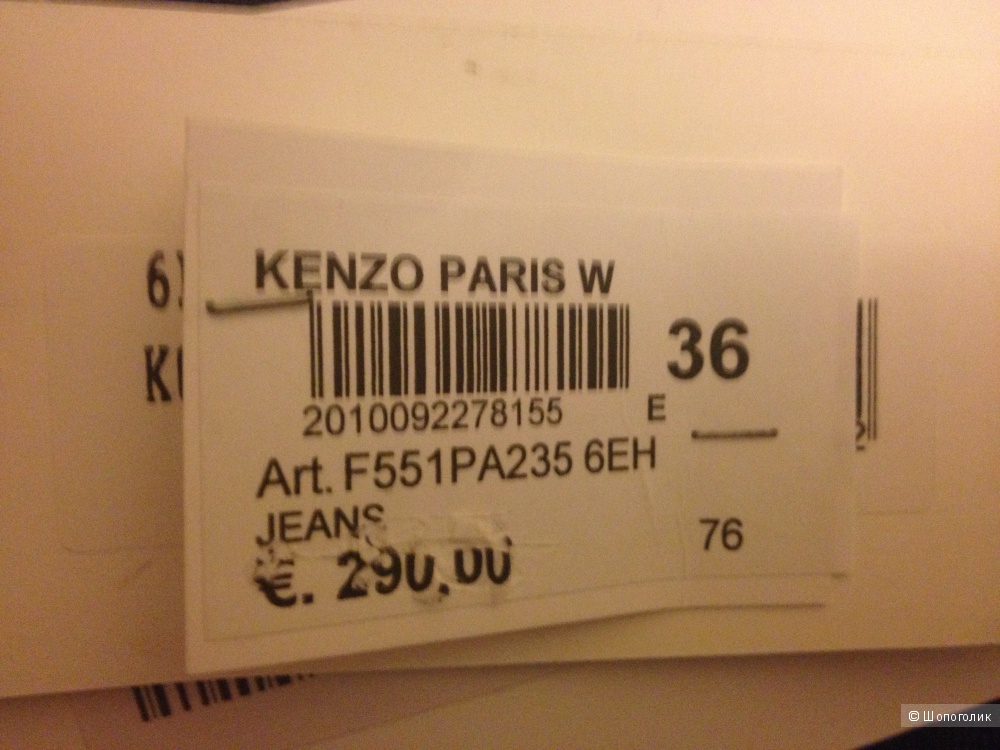 KENZO PARIS W
36
2010092278155
E
Art. F551PA235 6EH
JEANS
76
€. 290,00
© Шопоголик